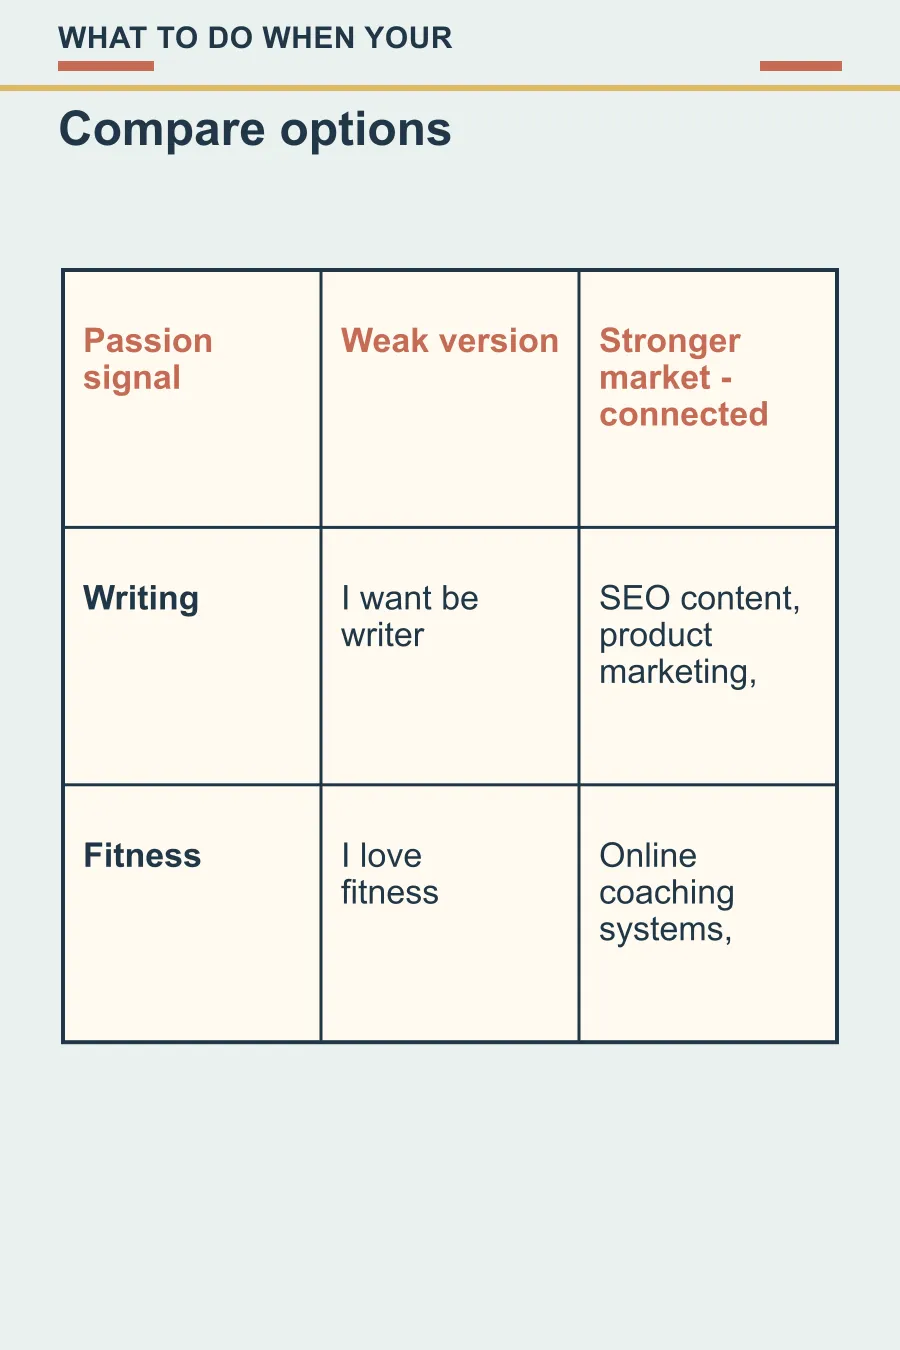 WHAT TO DO WHEN YOUR
Compare options
Passion
signal
Weak version
Stronger
market -
connected
Writing
I want be
writer
SEO content,
product
marketing,
Fitness
I love
fitness
Online
coaching
systems,